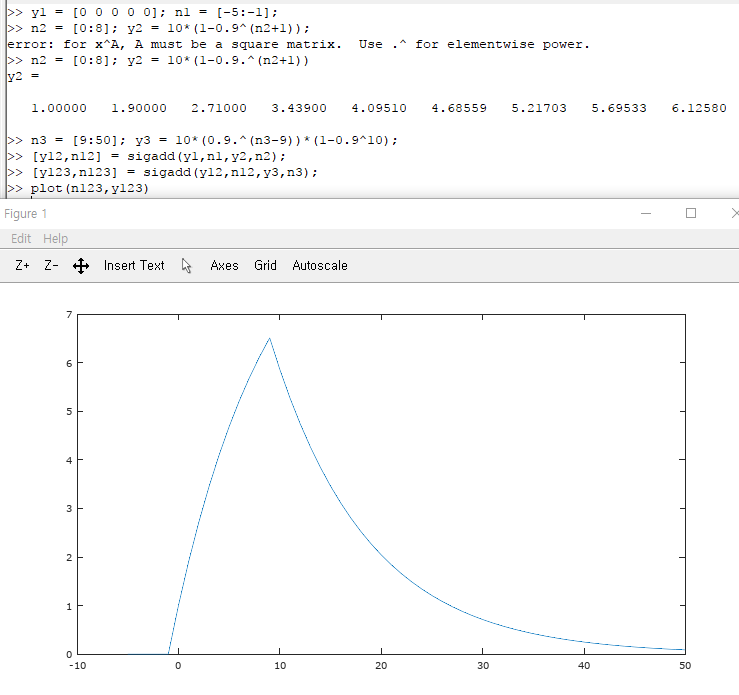 >> y1 = [0 0 0 0 0]; n1 = [-5:-1];
>> n2 = [0:8]; y2 = 10*(1-0.9^(n2+1));
error: for x^A, A must be a square matrix.  Use .^ for elementwise power.
>> n2 = [0:8]; y2 = 10*(1-0.9.^(n2+1))
y2 =
1.00000   1.90000   2.71000   3.43900   4.09510   4.68559   5.21703   5.69533   6.12580
>> n3 = [9:50]; y3 = 10*(0.9.^(n3-9))*(1-0.9^10);
>> [y12,n12] = sigadd(y1,n1,y2,n2);
>> [y123,n123] = sigadd(y12,n12,y3,n3);
>> plot(n123,y123)
Figure 1
Edit Help
Z+ Z- Insert Text Axes Grid Autoscale
7
6
5
4
3
2
1
0
-10 0 10 20 30 40 50